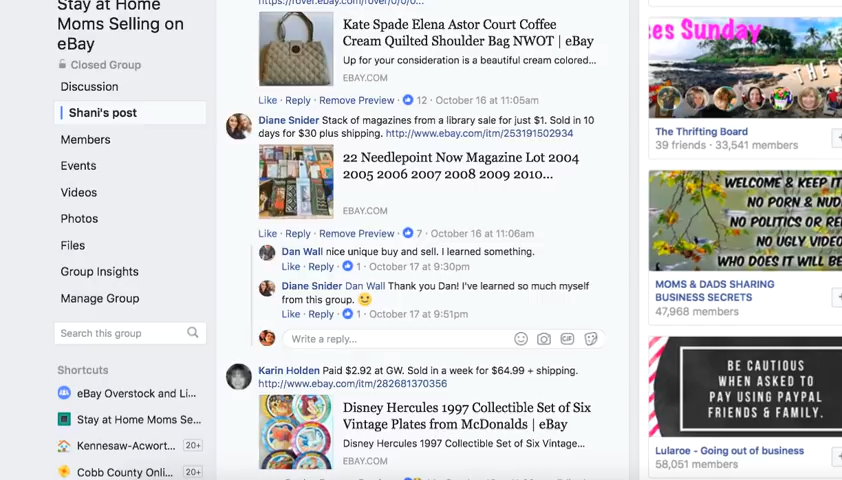 Stay at Home
Moms Selling on
eBay
Closed Group
Discussion
Shani's post
Members
Events
Videos
Photos
Files
Group Insights
Manage Group
Search this group
Shortcuts
eBay Overstock and Li...
Stay at Home Moms Se...
Kennesaw-Acwort... 20+
Cobb County Onli... 20+
https://rover.ebay.com/rover/0/0/0...
Kate Spade Elena Astor Court Coffee
Cream Quilted Shoulder Bag NWOT | eBay
Up for your consideration is a beautiful cream colored...
EBAY.COM
Like · Reply · Remove Preview · 12 · October 16 at 11:05am
Diane Snider Stack of magazines from a library sale for just $1. Sold in 10
days for $30 plus shipping. http://www.ebay.com/itm/253191502934
22 Needlepoint Now Magazine Lot 2004
2005 2006 2007 2008 2009 2010...
EBAY.COM
Like · Reply · Remove Preview · 7 · October 16 at 11:06am
Dan Wall nice unique buy and sell. I learned something.
Like · Reply · 1 · October 17 at 9:30pm
Diane Snider Dan Wall Thank you Dan! I've learned so much myself
from this group. 🙂
Like · Reply · 1 · October 17 at 9:51pm
Write a reply...
GIF
Karin Holden Paid $2.92 at GW. Sold in a week for $64.99 + shipping.
http://www.ebay.com/itm/282681370356
Disney Hercules 1997 Collectible Set of Six
Vintage Plates from McDonalds | eBay
Disney Hercules 1997 Collectible Set of Six Vintage...
EBAY.COM
es Sunday
THE S
The Thrifting Board
39 friends · 33,541 members
WELCOME & KEEP IT
NO PORN & NUD
NO POLITICS OR RE
NO UGLY VIDEO
WHO DOES IT WILL BE
MOMS & DADS SHARING
BUSINESS SECRETS
47,968 members
BE CAUTIOUS
WHEN ASKED TO
PAY USING PAYPAL
FRIENDS & FAMILY.
Lularoe - Going out of business
58,051 members